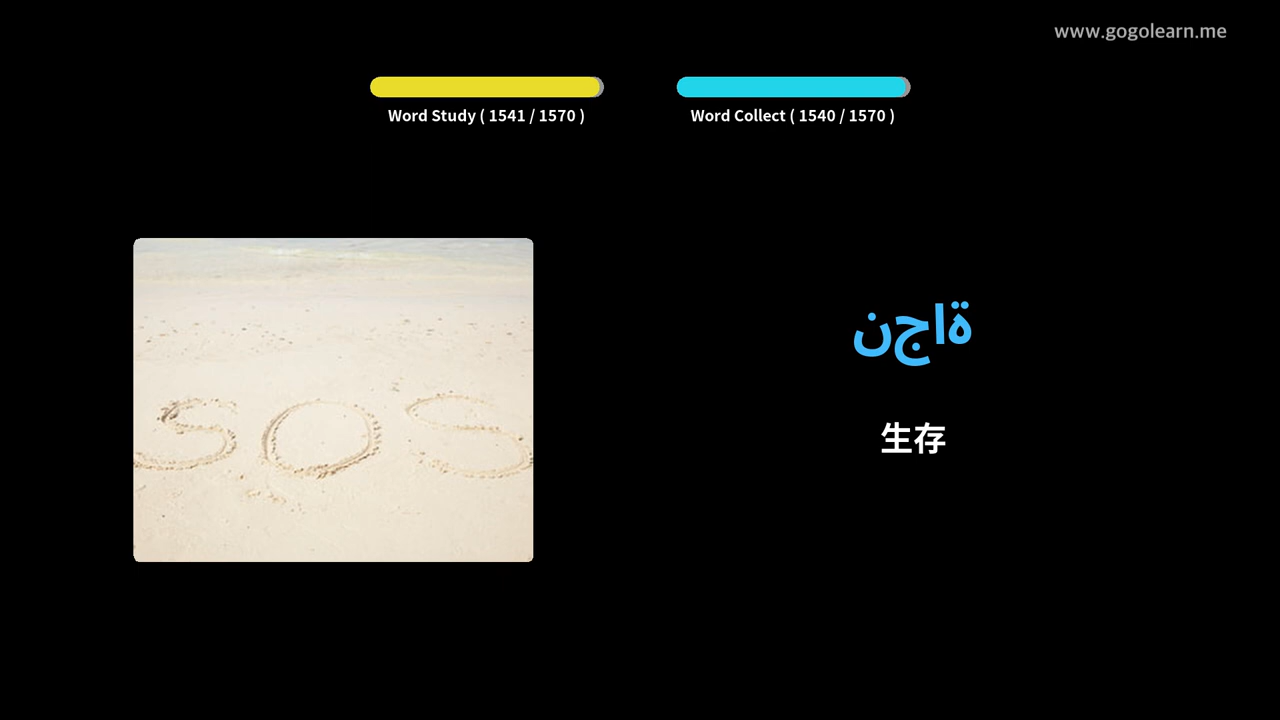 www.gogolearn.me
Word Study ( 1541 / 1570 )
Word Collect ( 1540 / 1570 )
SOS
نجاة
生存